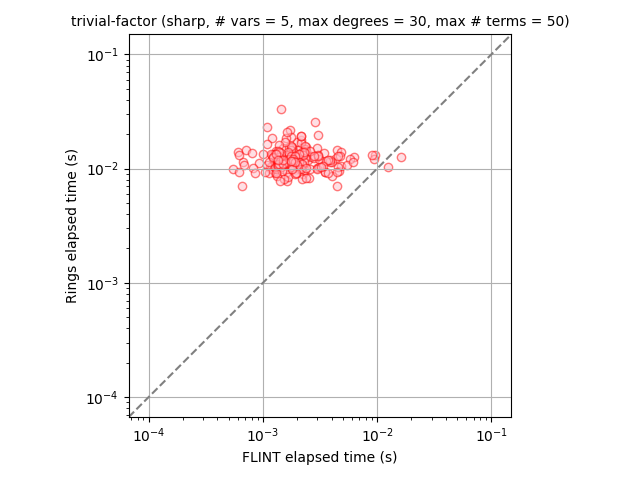 trivial-factor (sharp, # vars = 5, max degrees = 30, max # terms = 50)
Rings elapsed time (s)
10⁻¹
10⁻²
10⁻³
10⁻⁴
10⁻⁴ 10⁻³ 10⁻² 10⁻¹
FLINT elapsed time (s)